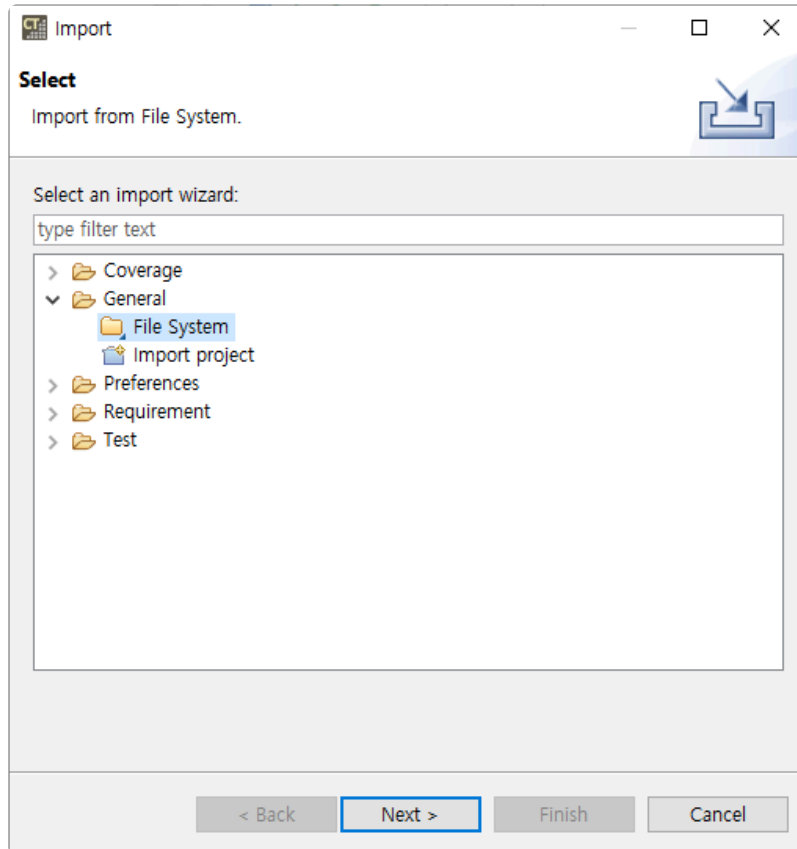 CT
Import
Select
Import from File System.
Select an import wizard:
type filter text
Coverage
General
File System
Import project
Preferences
Requirement
Test
< Back
Next >
Finish
Cancel